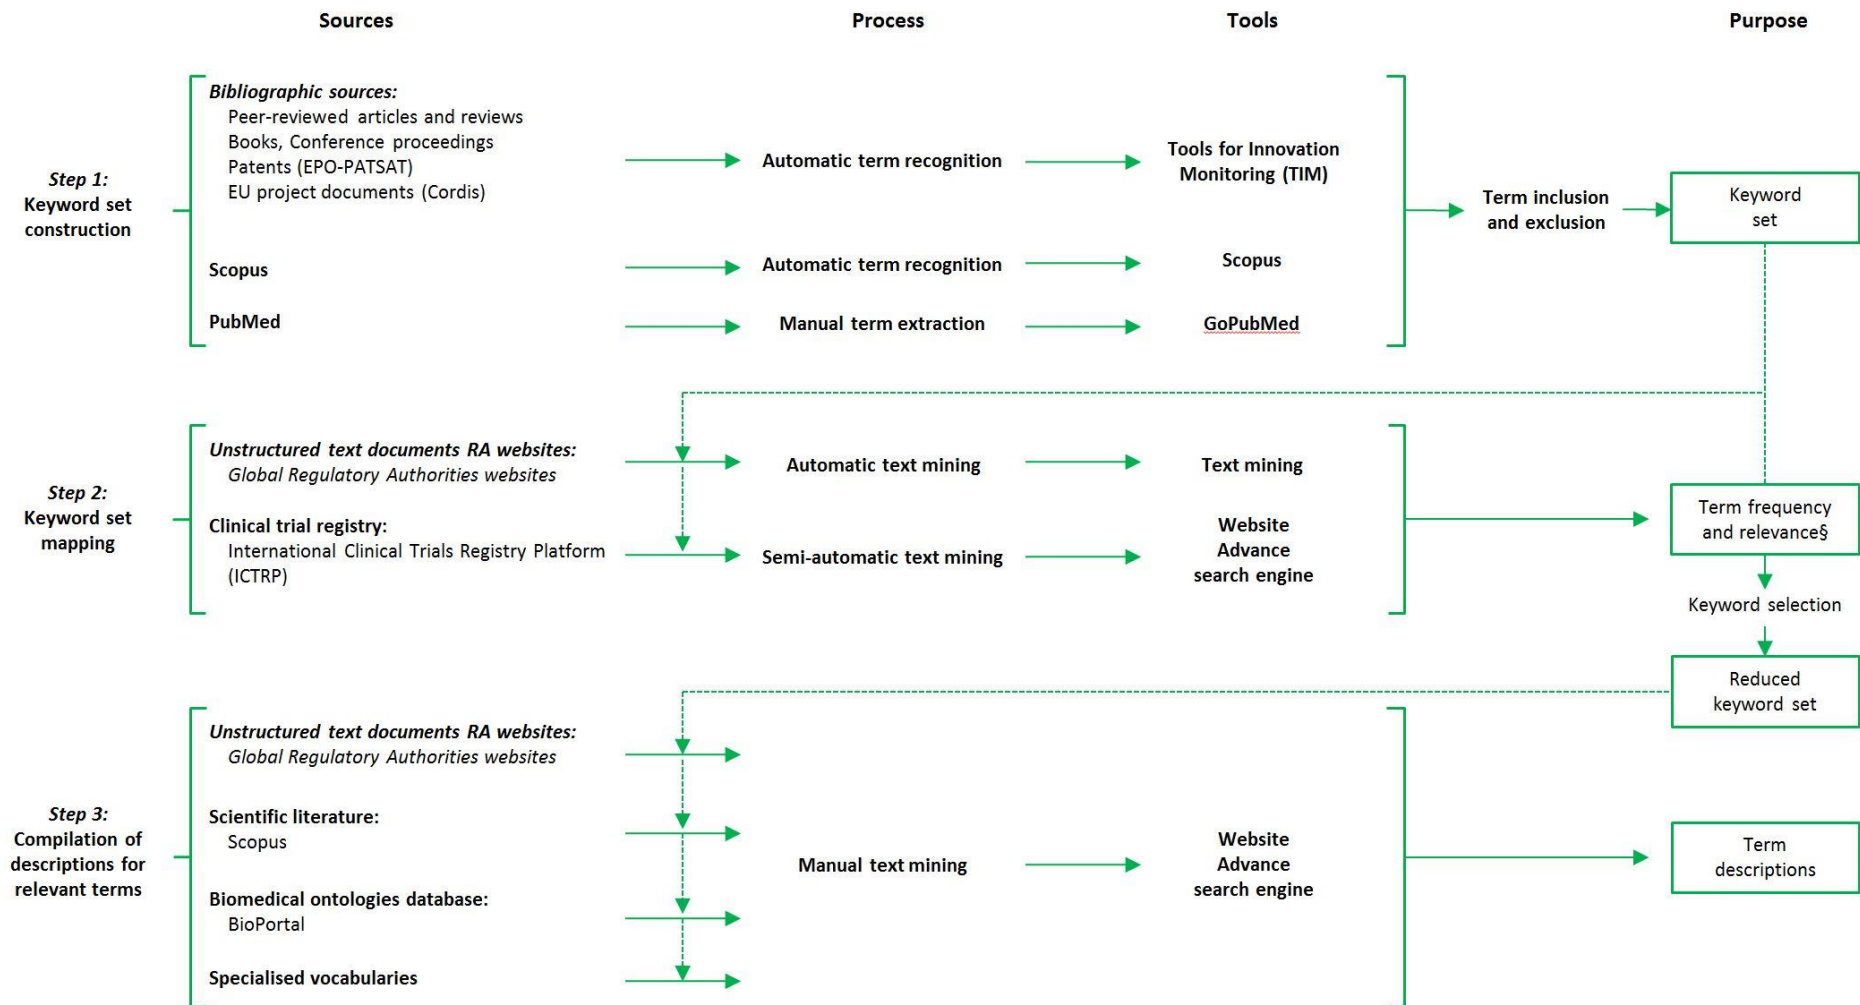 Sources
Process
Tools
Purpose
Step 1:
Keyword set
construction
Bibliographic sources:
Peer-reviewed articles and reviews
Books, Conference proceedings
Patents (EPO-PATSAT)
EU project documents (Cordis)
Automatic term recognition
Tools for Innovation
Monitoring (TIM)
Scopus
Automatic term recognition
Scopus
PubMed
Manual term extraction
GoPubMed
Term inclusion
and exclusion
Keyword
set
Step 2:
Keyword set
mapping
Unstructured text documents RA websites:
Global Regulatory Authorities websites
Automatic text mining
Text mining
Clinical trial registry:
International Clinical Trials Registry Platform
(ICTRP)
Semi-automatic text mining
Website
Advance
search engine
Term frequency
and relevance§
Keyword selection
Reduced
keyword set
Step 3:
Compilation of
descriptions for
relevant terms
Unstructured text documents RA websites:
Global Regulatory Authorities websites
Scientific literature:
Scopus
Biomedical ontologies database:
BioPortal
Specialised vocabularies
Manual text mining
Website
Advance
search engine
Term
descriptions